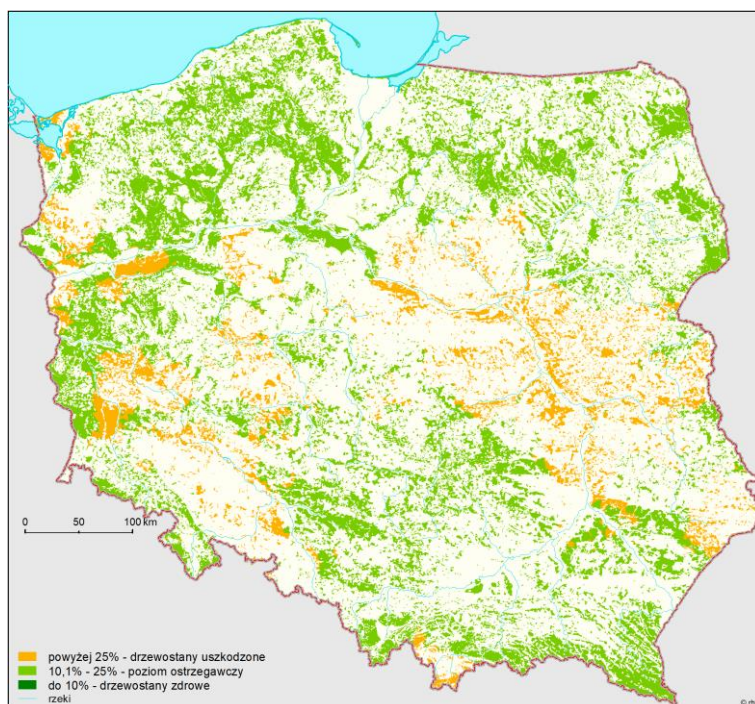 0 50 100 km
powyżej 25% - drzewostany uszkodzone
10,1% - 25% - poziom ostrzegawczy
do 10% - drzewostany zdrowe
rzeki